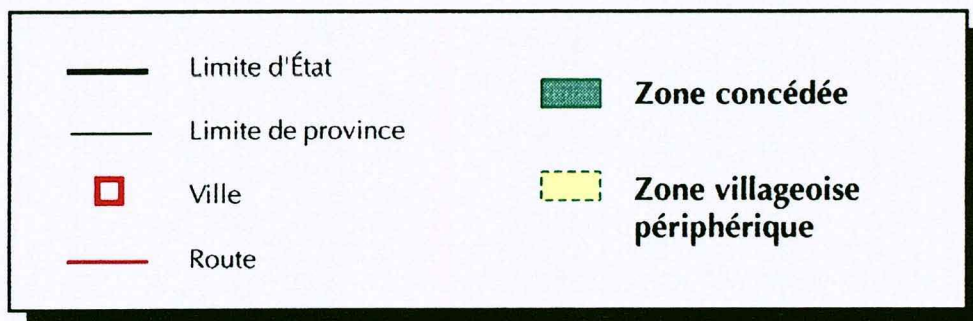 Limite d'État
Limite de province
Ville
Route
Zone concédée
Zone villageoise
périphérique